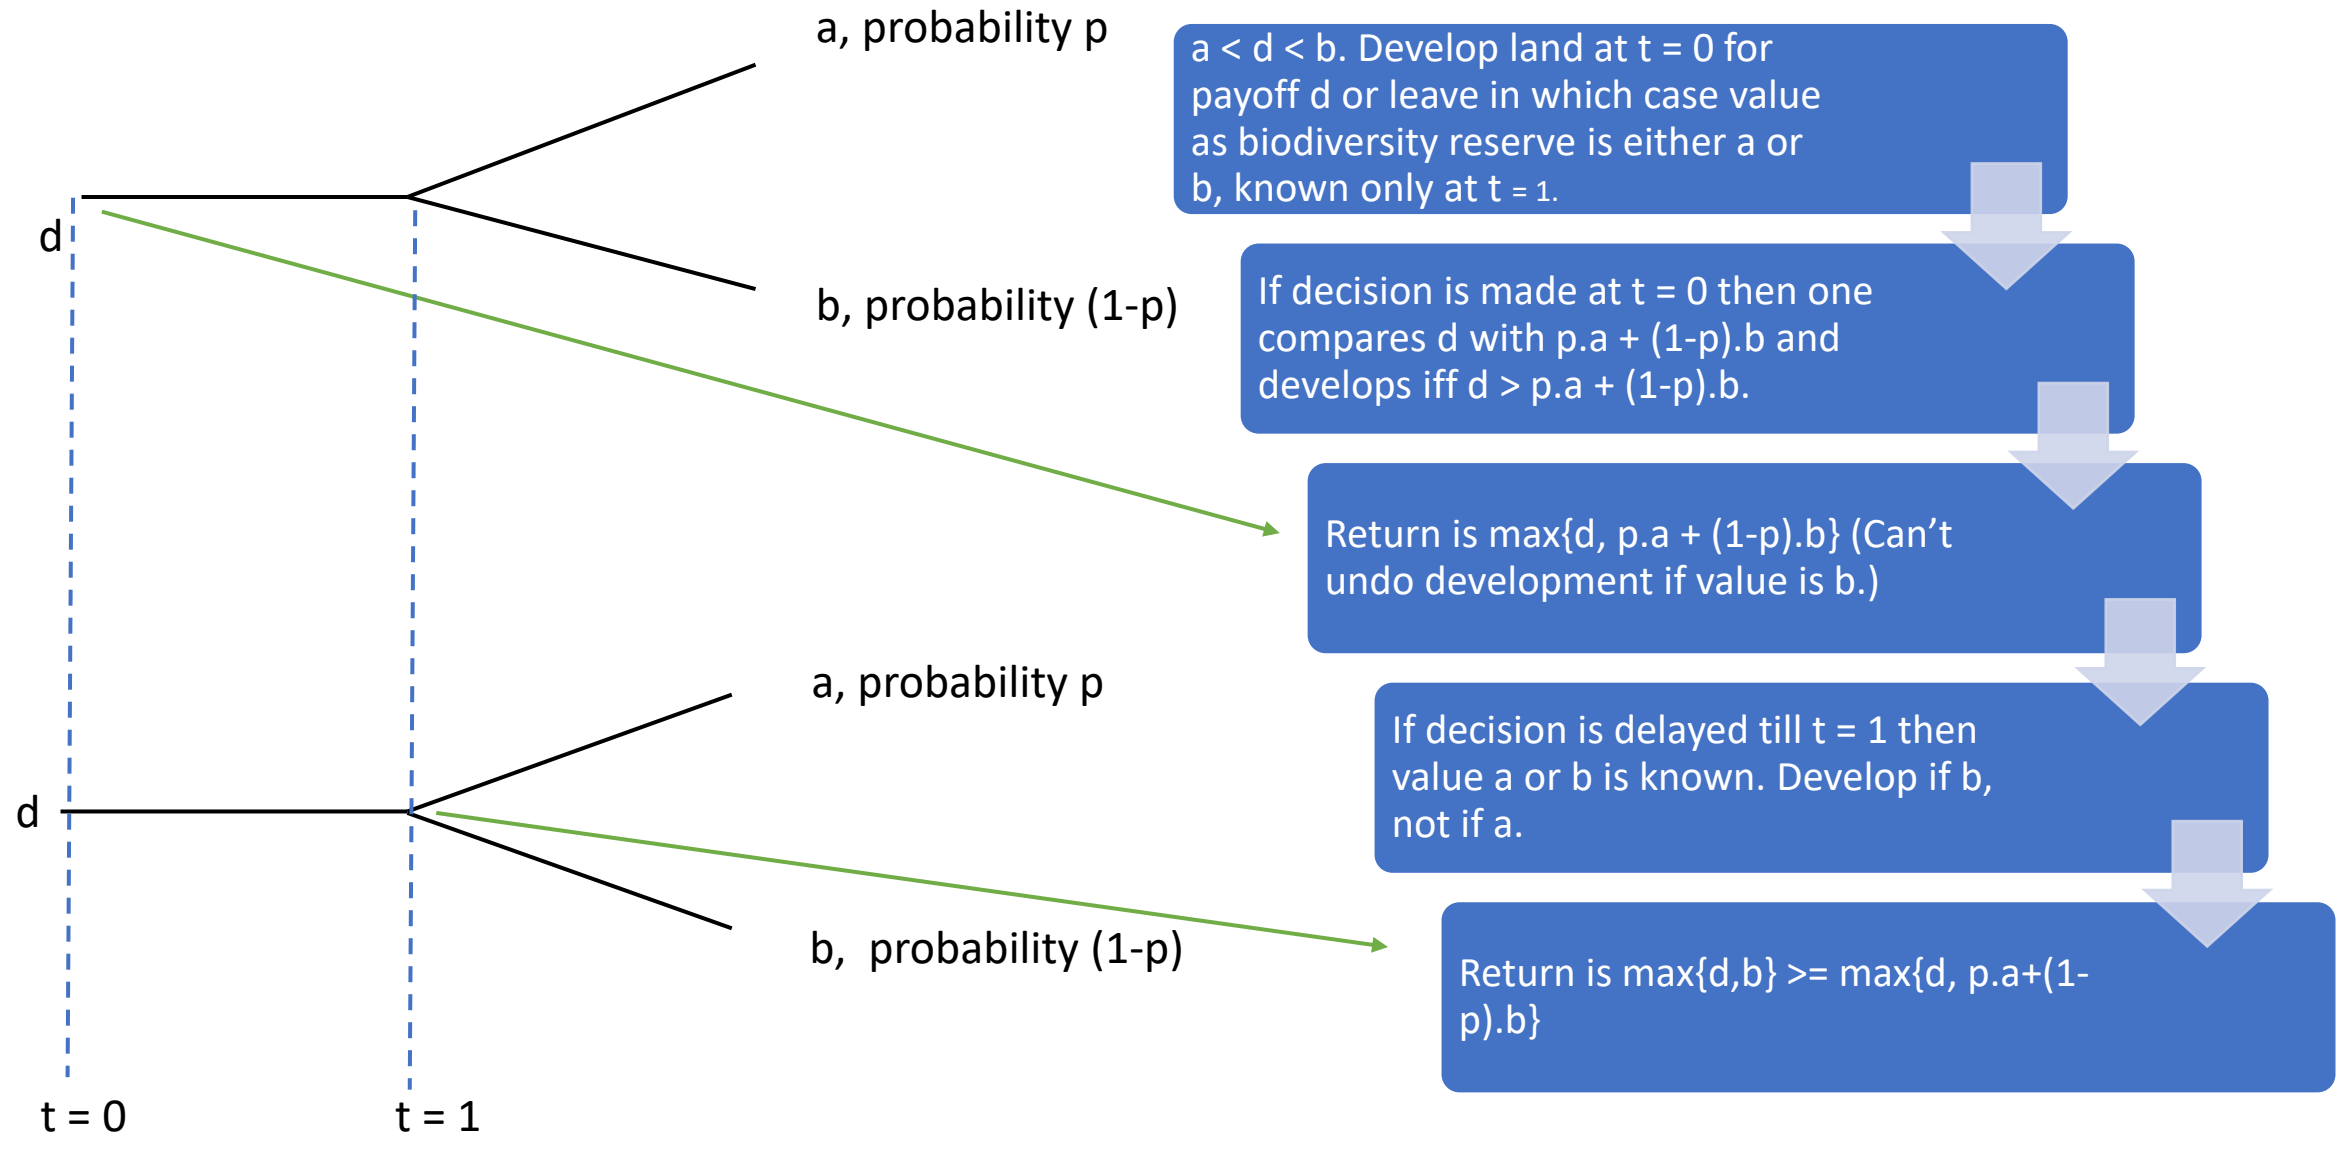 a, probability p
d
b, probability (1-p)
a, probability p
d
b,  probability (1-p)
t = 0
t = 1
a < d < b. Develop land at t = 0 for
payoff d or leave in which case value
as biodiversity reserve is either a or
b, known only at t = 1.
If decision is made at t = 0 then one
compares d with p.a + (1-p).b and
develops iff d > p.a + (1-p).b.
Return is max{d, p.a + (1-p).b} (Can’t
undo development if value is b.)
If decision is delayed till t = 1 then
value a or b is known. Develop if b,
not if a.
Return is max{d,b} >= max{d, p.a+(1-
p).b}